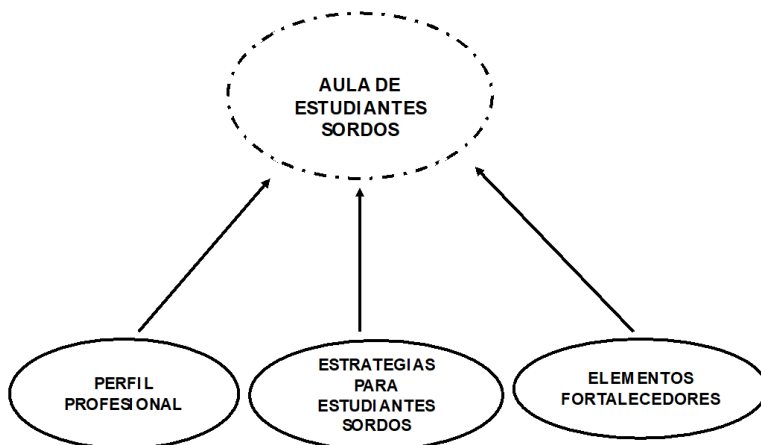 AULA DE
ESTUDIANTES
SORDOS
PERFIL
PROFESIONAL
ESTRATEGIAS
PARA
ESTUDIANTES
SORDOS
ELEMENTOS
FORTALECEDORES